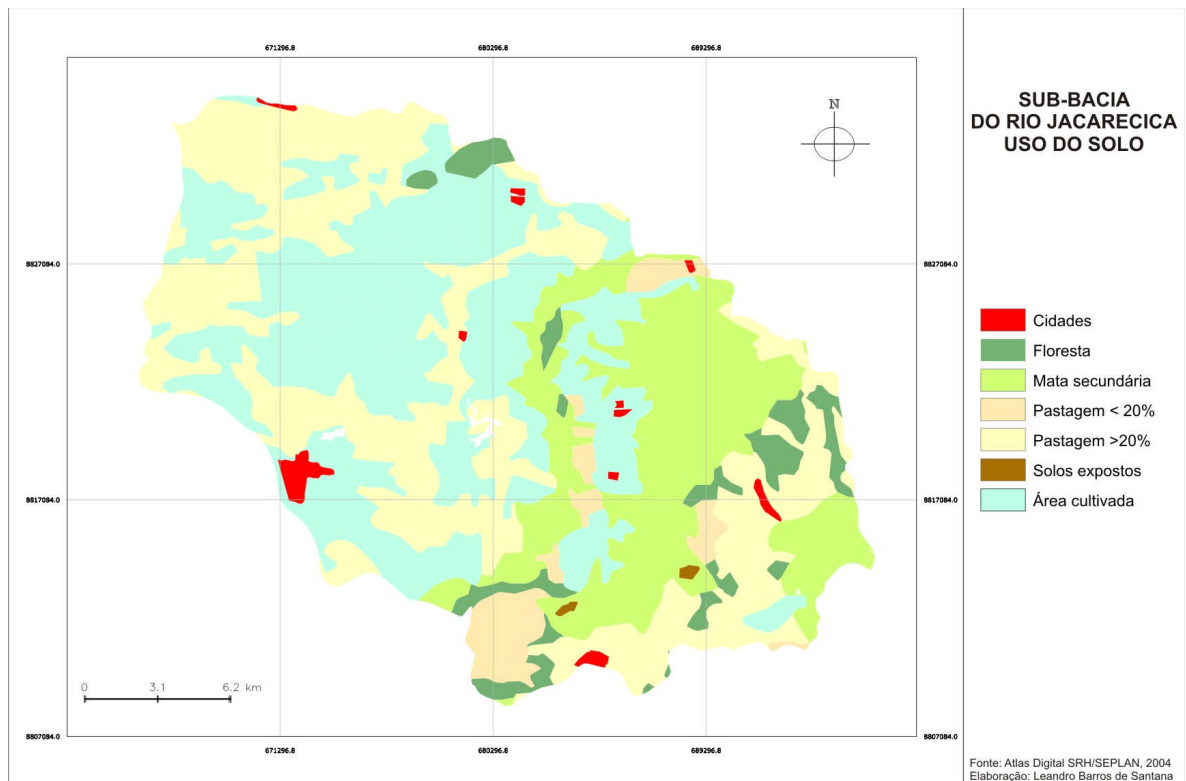 671296.8
680296.8
689296.8
SUB-BACIA
DO RIO JACARECICA
USO DO SOLO
N
8827084.0
8827084.0
Cidades
Floresta
Mata secundária
Pastagem < 20%
Pastagem >20%
Solos expostos
Área cultivada
8817084.0
8817084.0
0 3.1 6.2 km
8807084.0
8807084.0
671296.8
680296.8
689296.8
Fonte: Atlas Digital SRH/SEPLAN, 2004
Elaboração: Leandro Barros de Santana